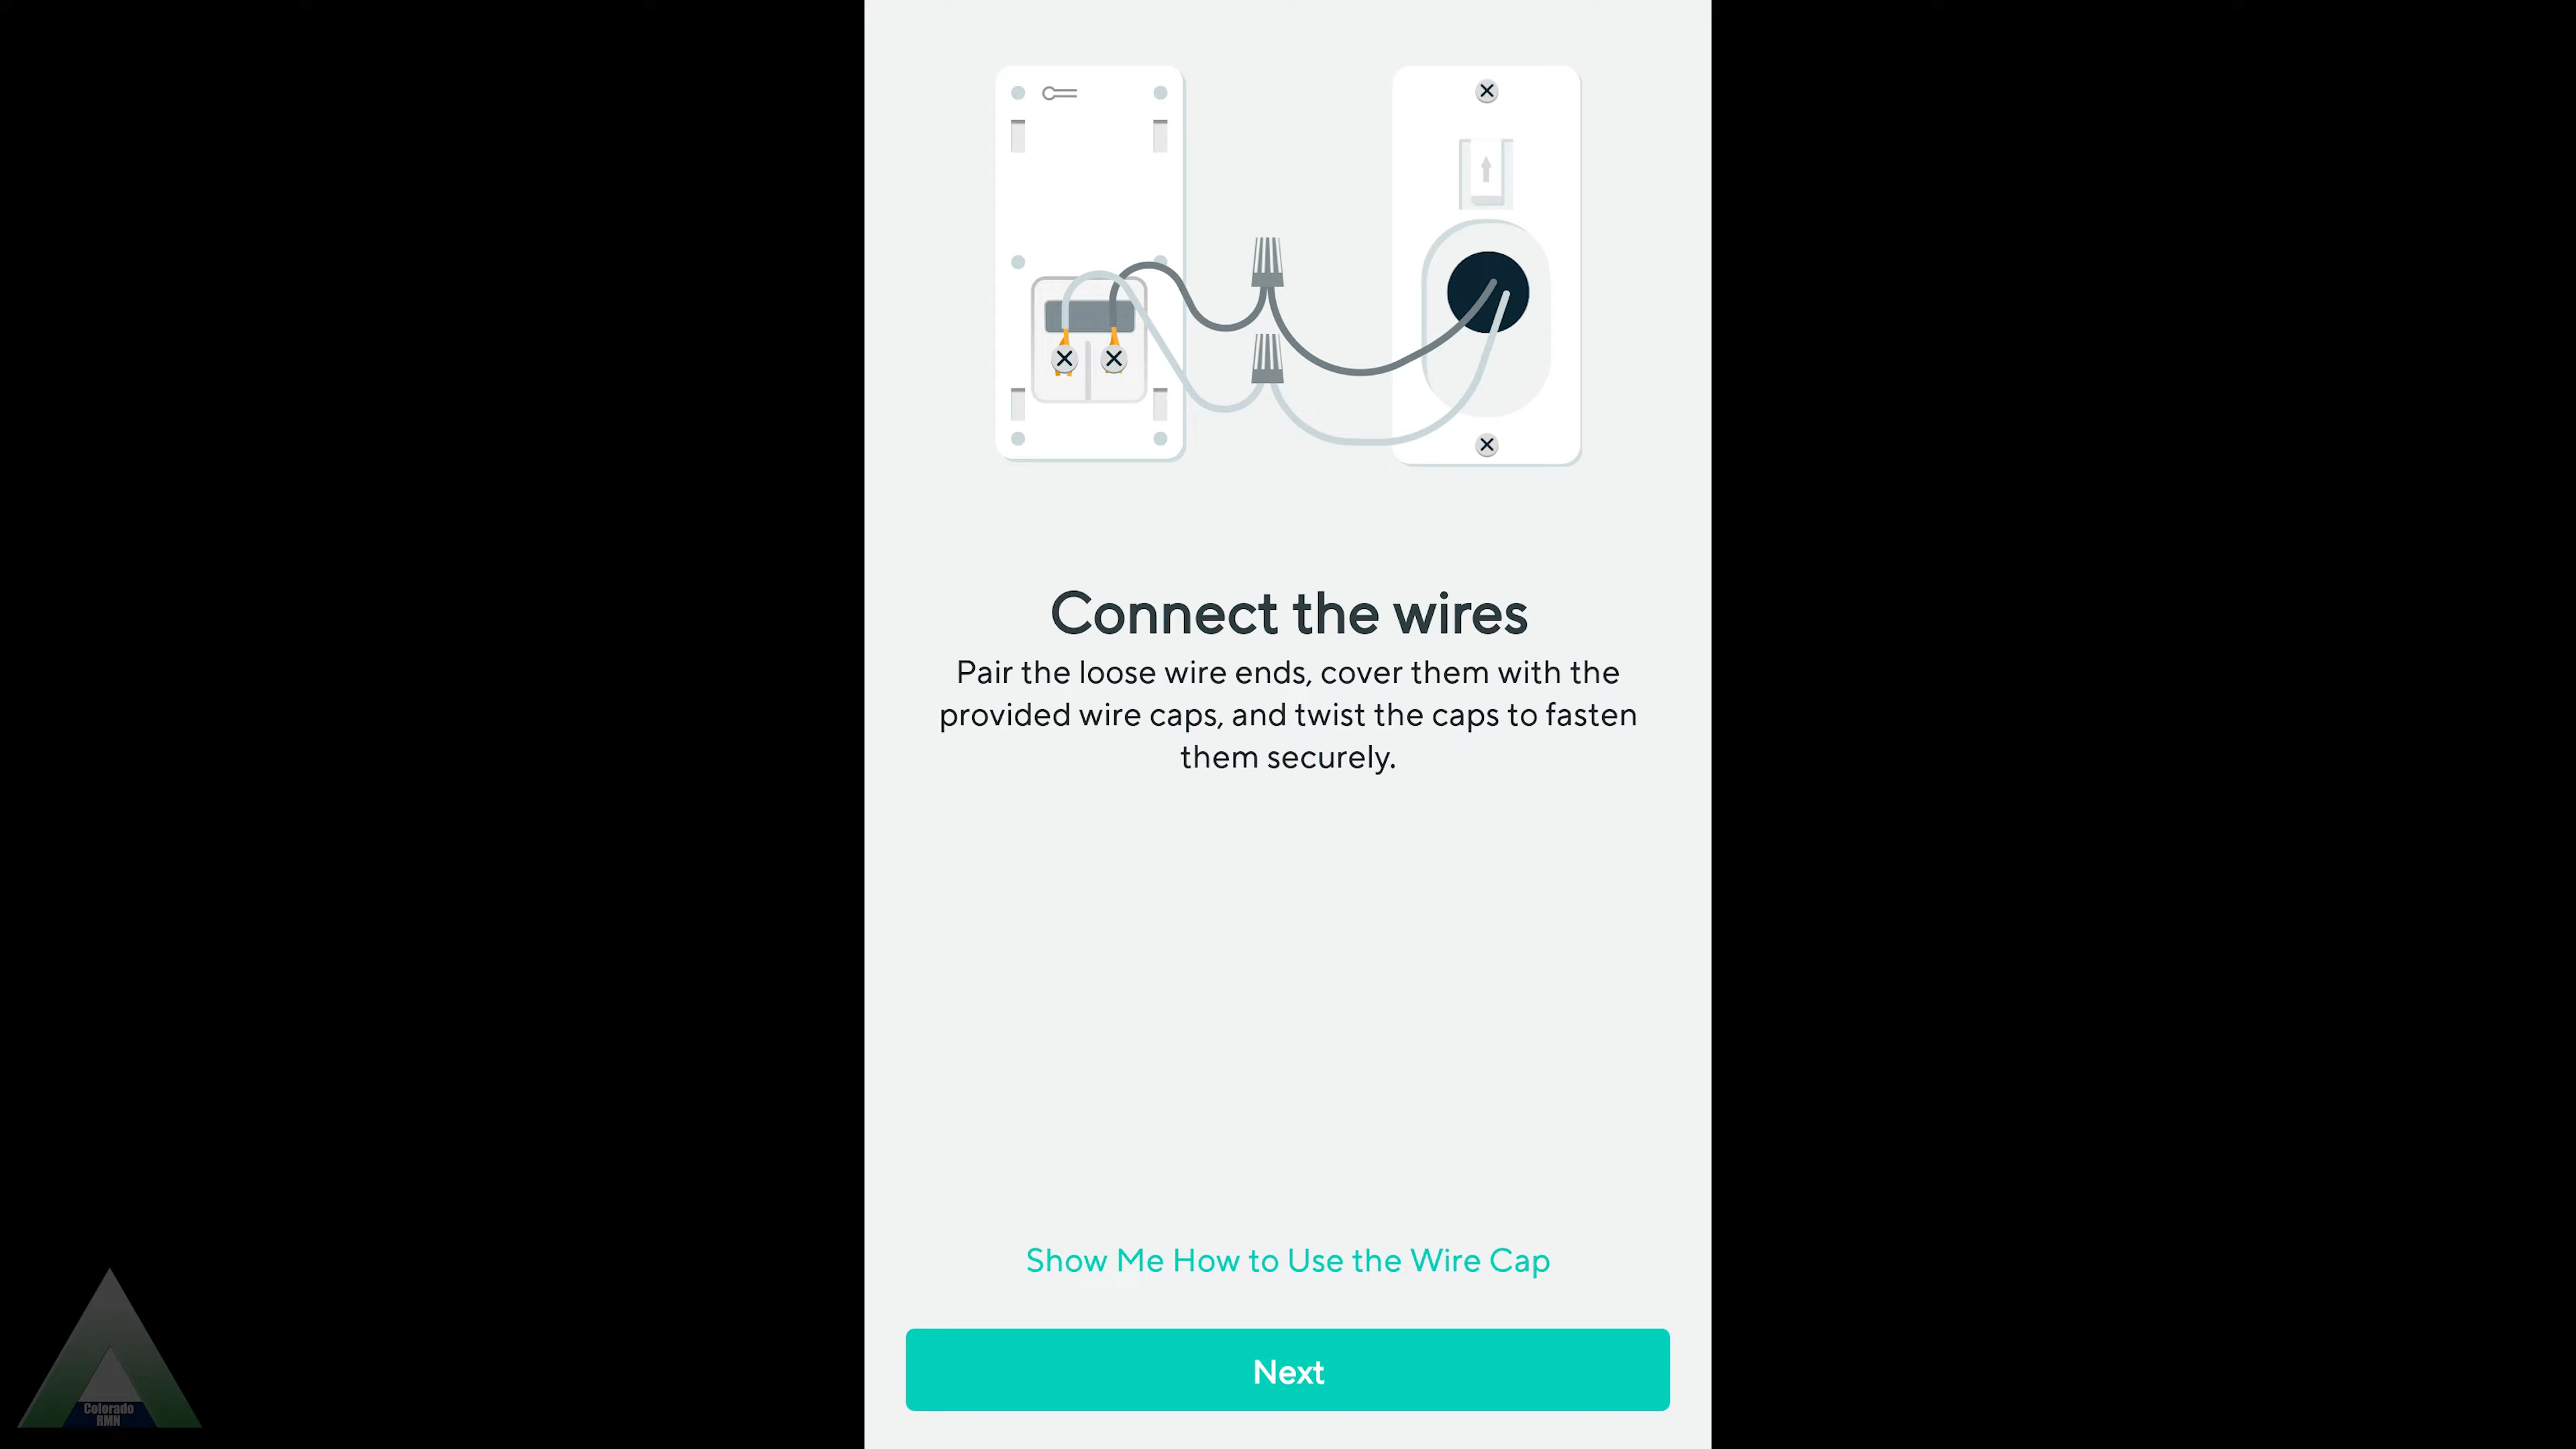 Connect the wires
Pair the loose wire ends, cover them with the
provided wire caps, and twist the caps to fasten
them securely.
Show Me How to Use the Wire Cap
Next
Colorado
RMN